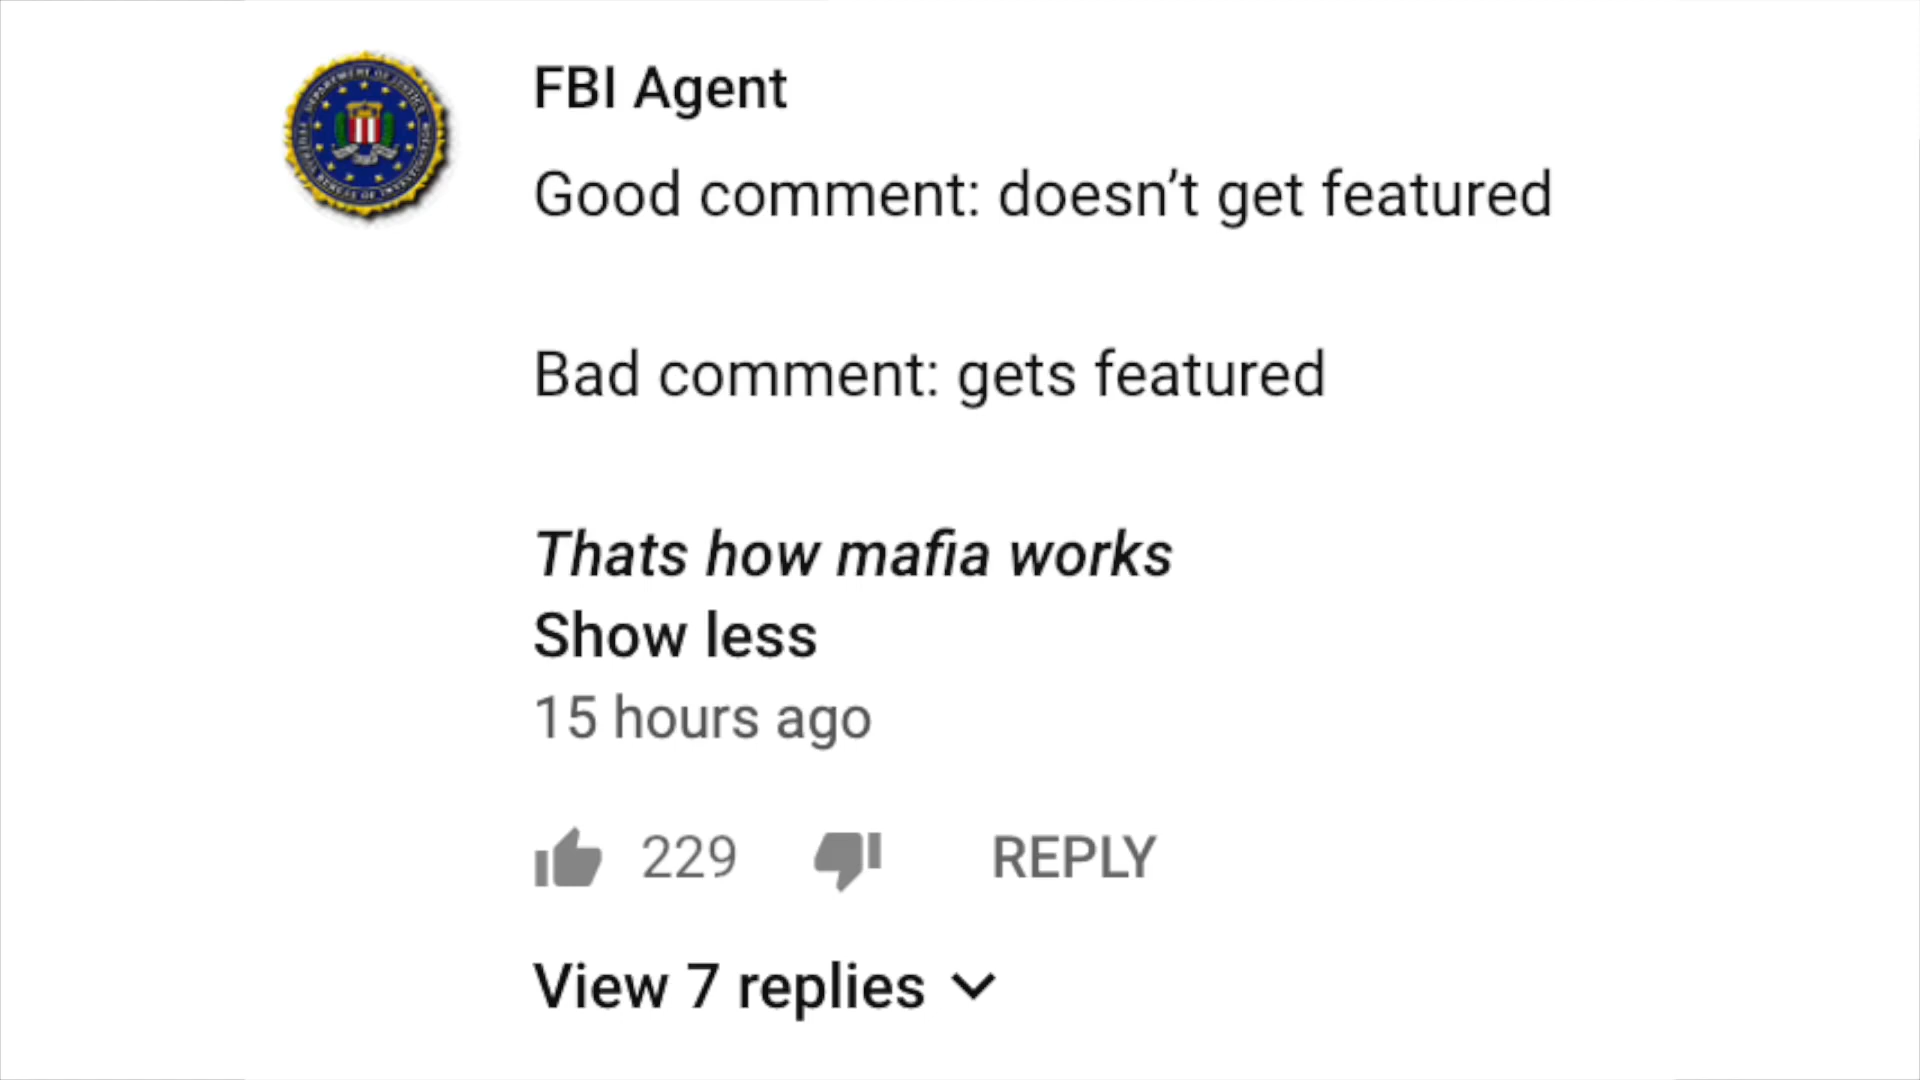 FBI Agent
Good comment: doesn’t get featured
Bad comment: gets featured
Thats how mafia works
Show less
15 hours ago
229 REPLY
View 7 replies